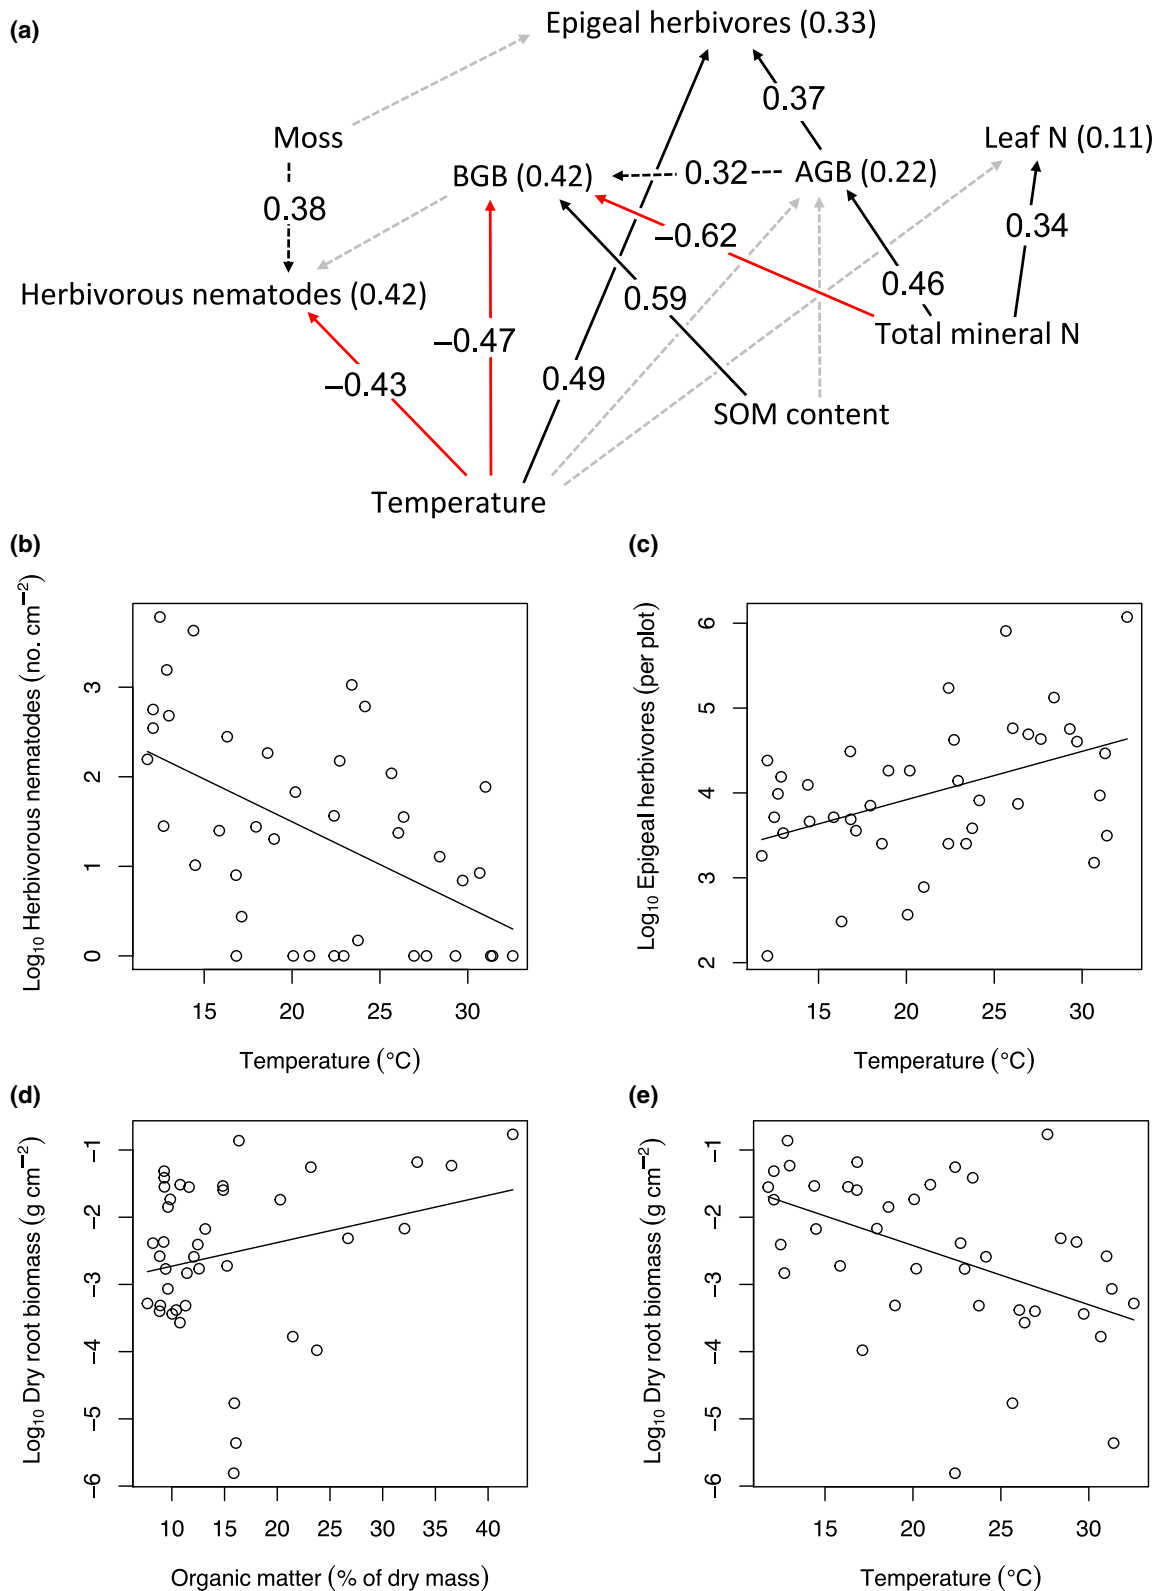 (a)
Epigeal herbivores (0.33)
0.37
Moss
Leaf N (0.11)
BGB (0.42)
0.32
AGB (0.22)
0.38
−0.62
0.34
Herbivorous nematodes (0.42)
0.59
0.46
Total mineral N
−0.47
−0.43
0.49
SOM content
Temperature
(b)
Log10 Herbivorous nematodes (no. cm−2)
3
2
1
0
15 20 25 30
Temperature (°C)
(c)
Log10 Epigeal herbivores (per plot)
6
5
4
3
2
15 20 25 30
Temperature (°C)
(d)
Log10 Dry root biomass (g cm−2)
−1
−2
−3
−4
−5
−6
10 15 20 25 30 35 40
Organic matter (% of dry mass)
(e)
Log10 Dry root biomass (g cm−2)
−1
−2
−3
−4
−5
−6
15 20 25 30
Temperature (°C)